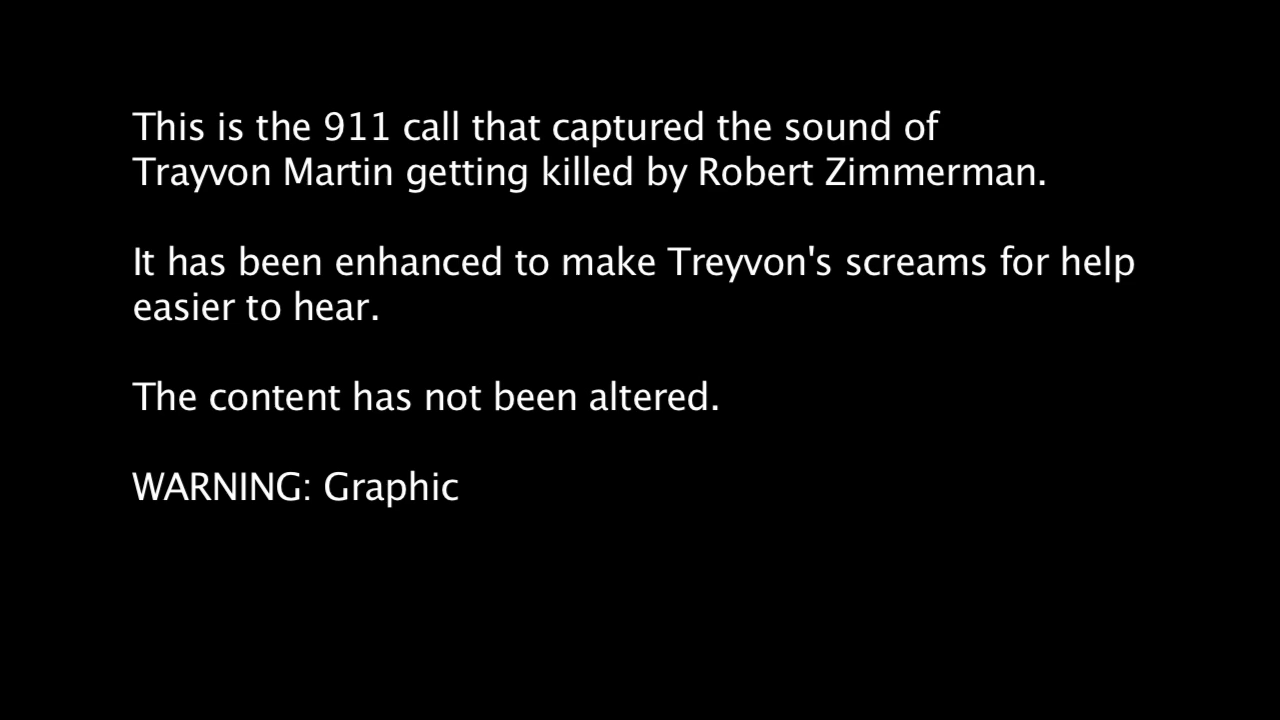 This is the 911 call that captured the sound of
Trayvon Martin getting killed by Robert Zimmerman.
It has been enhanced to make Treyvon's screams for help
easier to hear.
The content has not been altered.
WARNING: Graphic